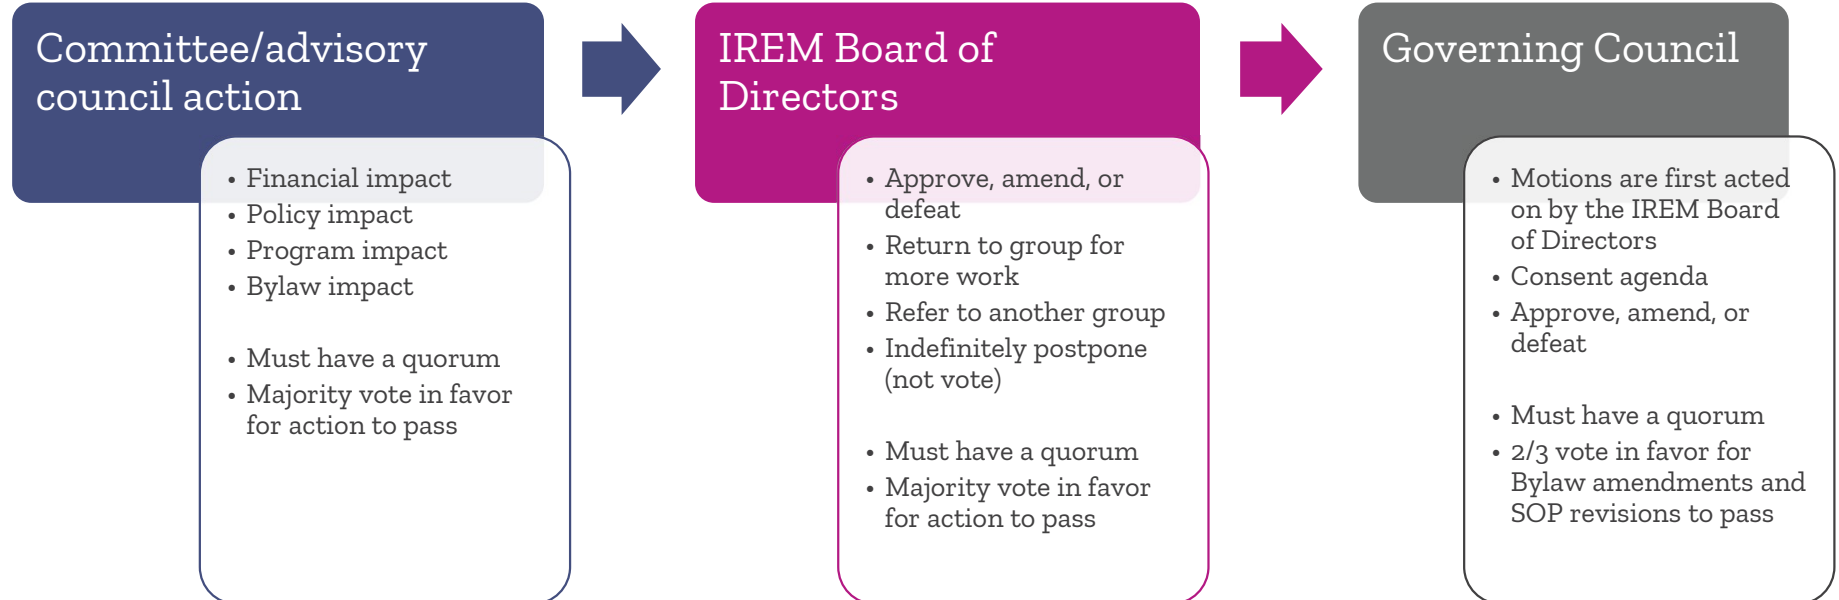 Committee/advisory
council action
• Financial impact
• Policy impact
• Program impact
• Bylaw impact
• Must have a quorum
• Majority vote in favor
for action to pass
IREM Board of
Directors
• Approve, amend, or
defeat
• Return to group for
more work
• Refer to another group
• Indefinitely postpone
(not vote)
• Must have a quorum
• Majority vote in favor
for action to pass
Governing Council
• Motions are first acted
on by the IREM Board
of Directors
• Consent agenda
• Approve, amend, or
defeat
• Must have a quorum
• 2/3 vote in favor for
Bylaw amendments and
SOP revisions to pass